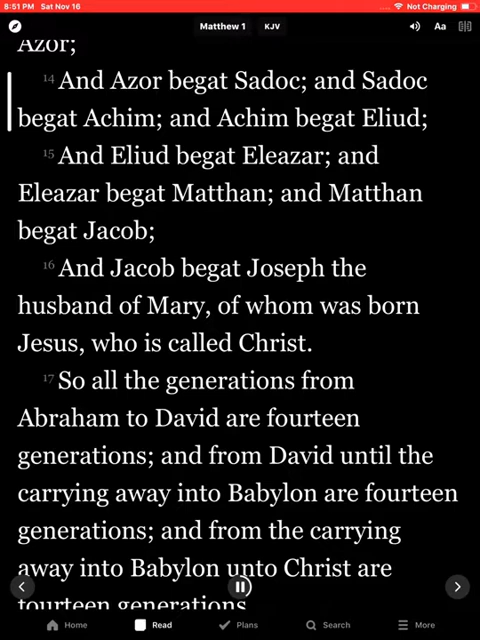 8:51 PM Sat Nov 16
Not Charging
Matthew 1 KJV
Aa
Azor;
14 And Azor begat Sadoc; and Sadoc
begat Achim; and Achim begat Eliud;
15 And Eliud begat Eleazar; and
Eleazar begat Matthan; and Matthan
begat Jacob;
16 And Jacob begat Joseph the
husband of Mary, of whom was born
Jesus, who is called Christ.
17 So all the generations from
Abraham to David are fourteen
generations; and from David until the
carrying away into Babylon are fourteen
generations; and from the carrying
away into Babylon unto Christ are
fourteen generations.
Home Read Plans Search More